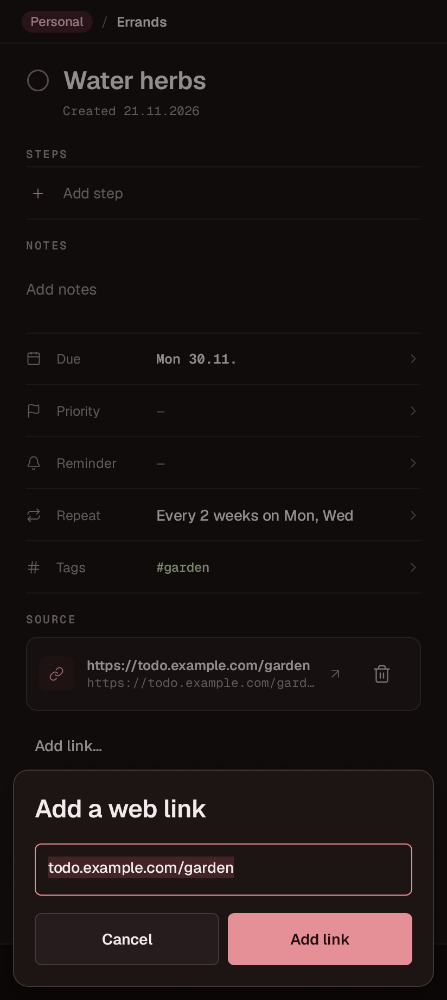 Personal / Errands
Water herbs
Created 21.11.2026
STEPS
+ Add step
NOTES
Add notes
Due Mon 30.11.
Priority –
Reminder –
Repeat Every 2 weeks on Mon, Wed
Tags #garden
SOURCE
https://todo.example.com/garden
https://todo.example.com/gard…
Add link…
Add a web link
todo.example.com/garden
Cancel Add link